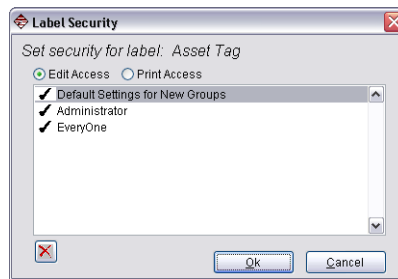 Label Security
Set security for label: Asset Tag
Edit Access Print Access
Default Settings for New Groups
Administrator
EveryOne
Ok Cancel